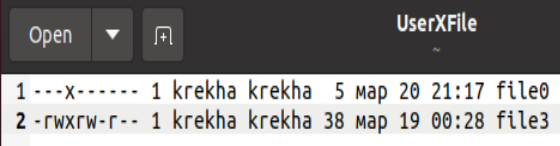 Open
UserXFile
~
1 ---x------ 1 krekha krekha  5 мар 20 21:17 file0
2 -rwxrw-r-- 1 krekha krekha 38 мар 19 00:28 file3